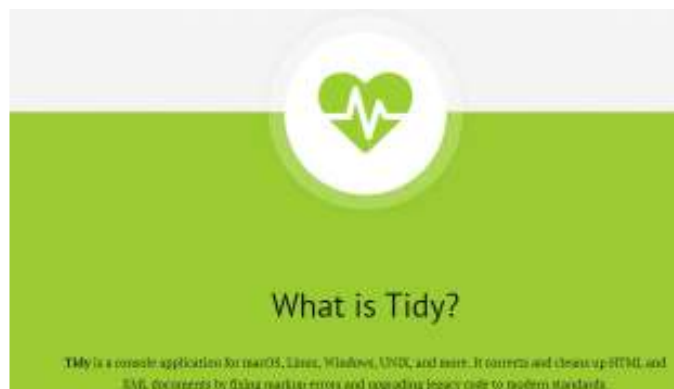 What is Tidy?
Tidy is a console application for macOS, Linux, Windows, UNIX, and more. It corrects and cleans up HTML and
XML documents by fixing markup errors and upgrading legacy code to modern standards.